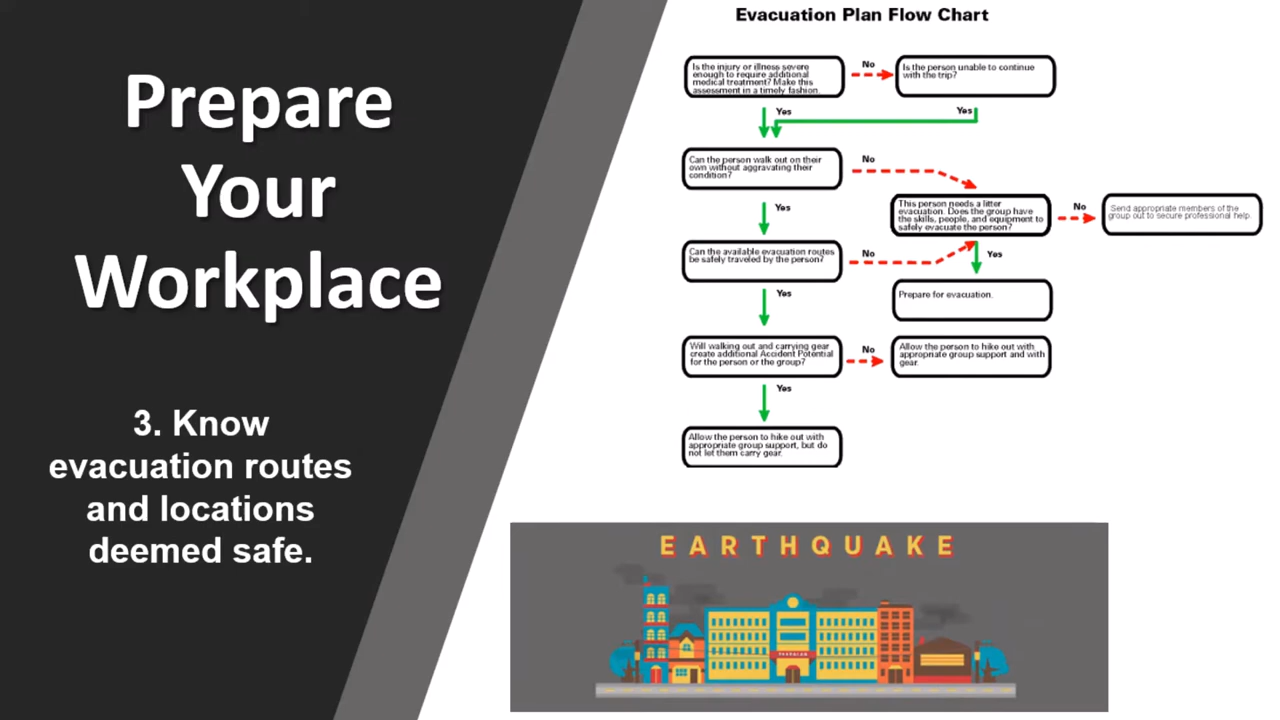 Prepare
Your
Workplace
3. Know
evacuation routes
and locations
deemed safe.
Evacuation Plan Flow Chart
Is the injury or illness severe
enough to require additional
medical treatment? Make this
assessment in a timely fashion.
No
Is the person unable to continue
with the trip?
Yes
Yes
Can the person walk out on their
own without aggravating their
condition?
No
This person needs a litter
evacuation. Does the group have
the skills, people, and equipment to
safely evacuate the person?
No
Send appropriate members of the
group out to secure professional help.
Yes
Can the available evacuation routes
be safely traveled by the person?
No
Yes
Prepare for evacuation.
Yes
Will walking out and carrying gear
create additional Accident Potential
for the person or the group?
No
Allow the person to hike out with
appropriate group support and with
gear.
Yes
Allow the person to hike out with
appropriate group support, but do
not let them carry gear.
EARTHQUAKE